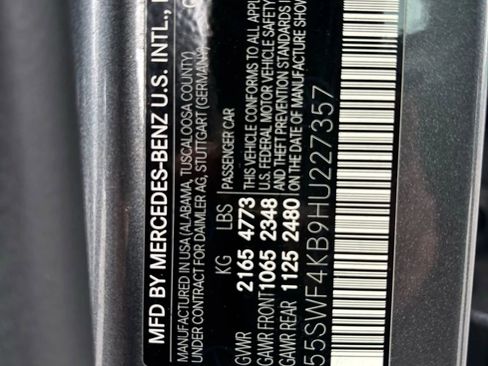 MFD BY MERCEDES-BENZ U.S. INTL.,
MANUFACTURED IN USA (ALABAMA, TUSCALOOSA COUNTY)
UNDER CONTRACT FOR DAIMLER AG, STUTTGART (GERMANY)
PASSENGER CAR
KG LBS
GVWR 2165 4773
GAWR FRONT 1065 2348
GAWR REAR 1125 2480
THIS VEHICLE CONFORMS TO ALL APPL
U.S. FEDERAL MOTOR VEHICLE SAFETY
AND THEFT PREVENTION STANDARDS I
ON DATE OF MANUFACTURE SHOW
55SWF4KB9HU227357